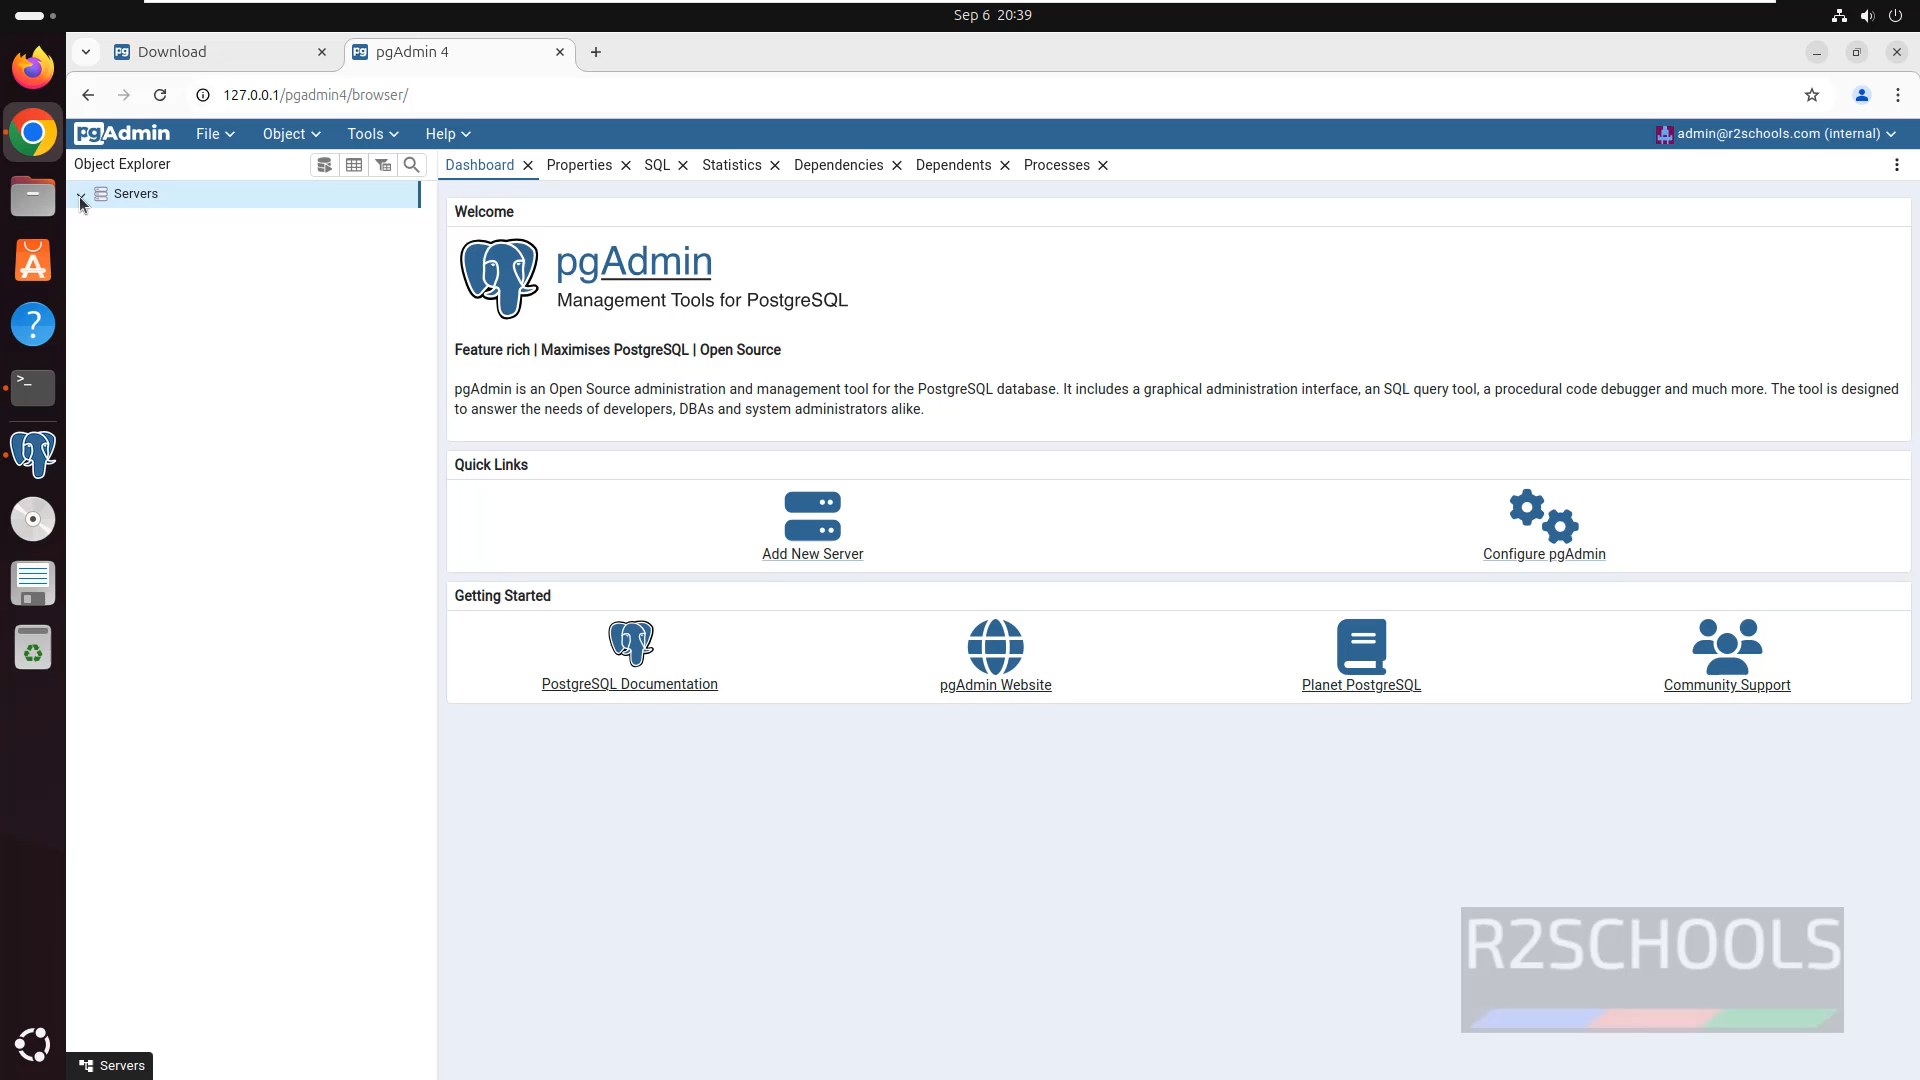 Sep 6 20:39
Download
pgAdmin 4
127.0.0.1/pgadmin4/browser/
pgAdmin File Object Tools Help admin@r2schools.com (internal)
Object Explorer
Dashboard Properties SQL Statistics Dependencies Dependents Processes
Servers
Welcome
pgAdmin
Management Tools for PostgreSQL
Feature rich | Maximises PostgreSQL | Open Source
pgAdmin is an Open Source administration and management tool for the PostgreSQL database. It includes a graphical administration interface, an SQL query tool, a procedural code debugger and much more. The tool is designed
to answer the needs of developers, DBAs and system administrators alike.
Quick Links
Add New Server
Configure pgAdmin
Getting Started
PostgreSQL Documentation
pgAdmin Website
Planet PostgreSQL
Community Support
R2SCHOOLS
Servers